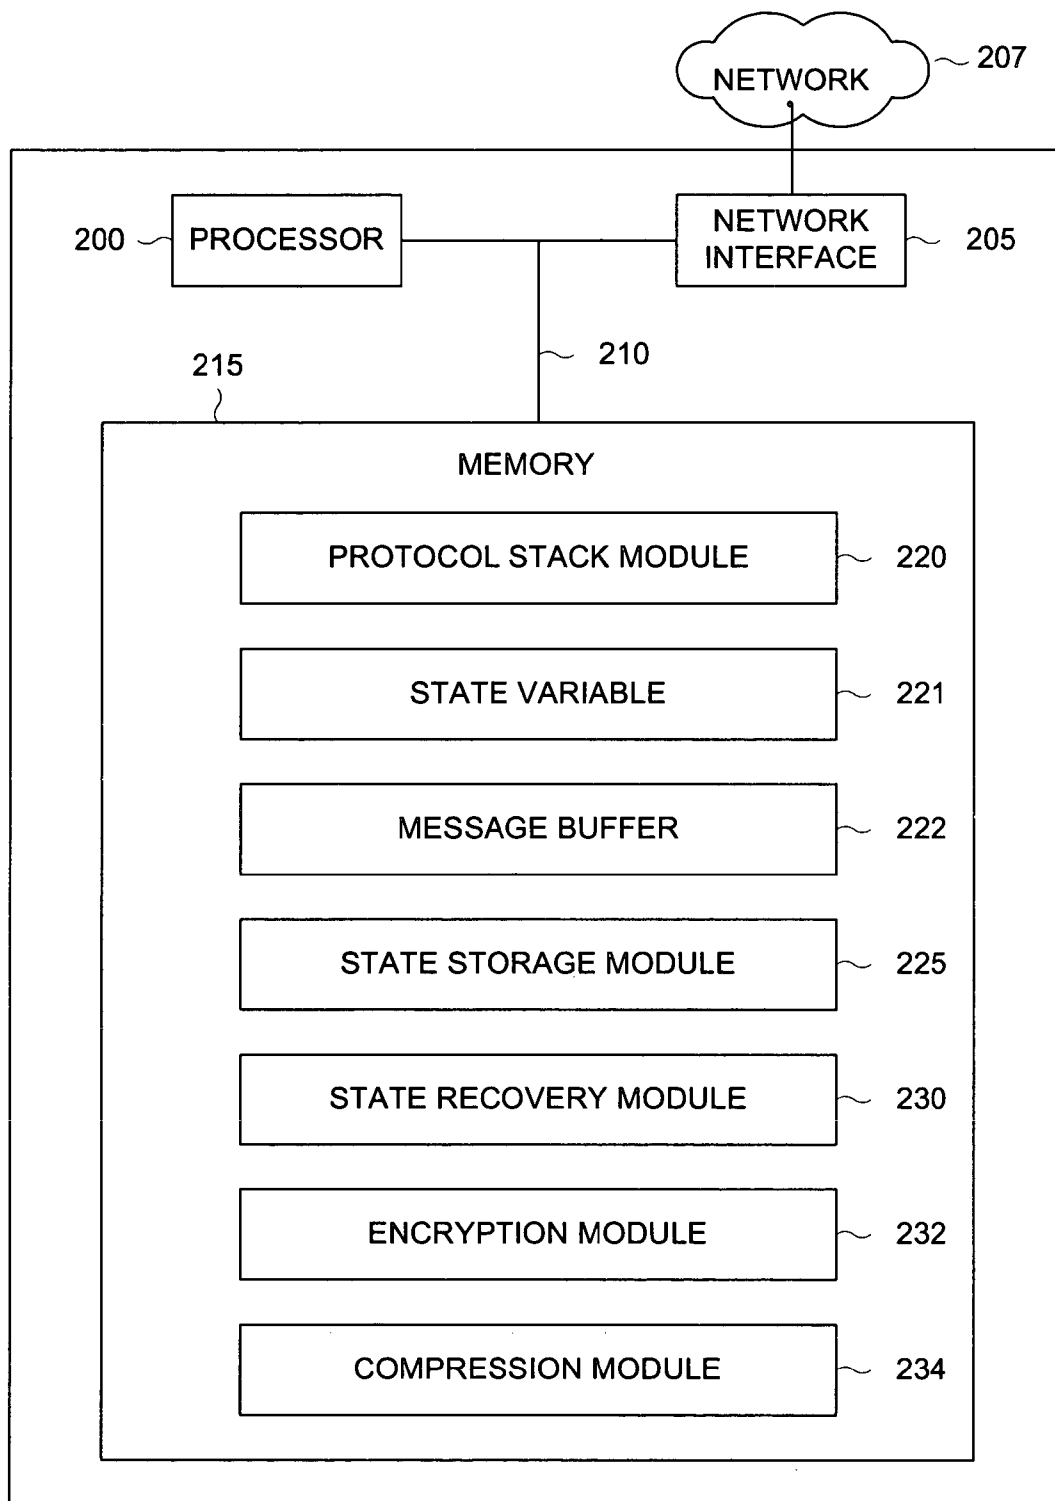 NETWORK
207
200
PROCESSOR
NETWORK
INTERFACE
205
210
215
MEMORY
PROTOCOL STACK MODULE
220
STATE VARIABLE
221
MESSAGE BUFFER
222
STATE STORAGE MODULE
225
STATE RECOVERY MODULE
230
ENCRYPTION MODULE
232
COMPRESSION MODULE
234